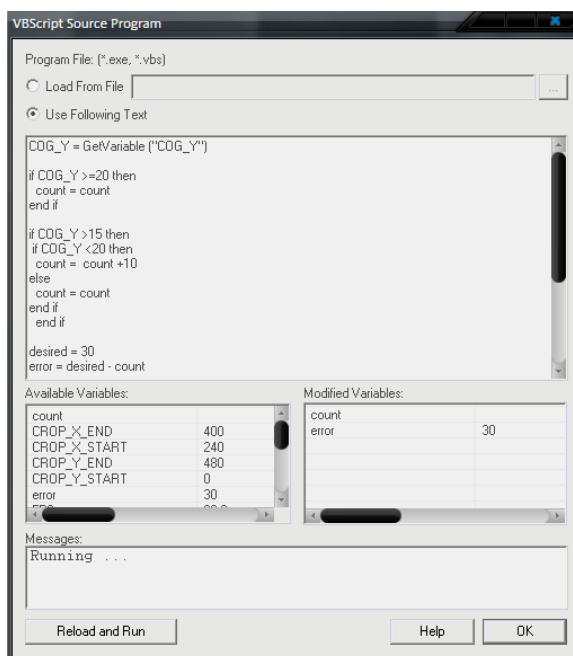 VBScript Source Program
Program File: (*.exe, *.vbs)
Load From File
...
Use Following Text
COG_Y = GetVariable ("COG_Y")
if COG_Y >=20 then
count = count
end if
if COG_Y >15 then
if COG_Y <20 then
count = count +10
else
count = count
end if
end if
desired = 30
error = desired - count
Available Variables:
count
CROP_X_END 400
CROP_X_START 240
CROP_Y_END 480
CROP_Y_START 0
error 30
Modified Variables:
count
error 30
Messages:
Running ...
Reload and Run
Help
OK